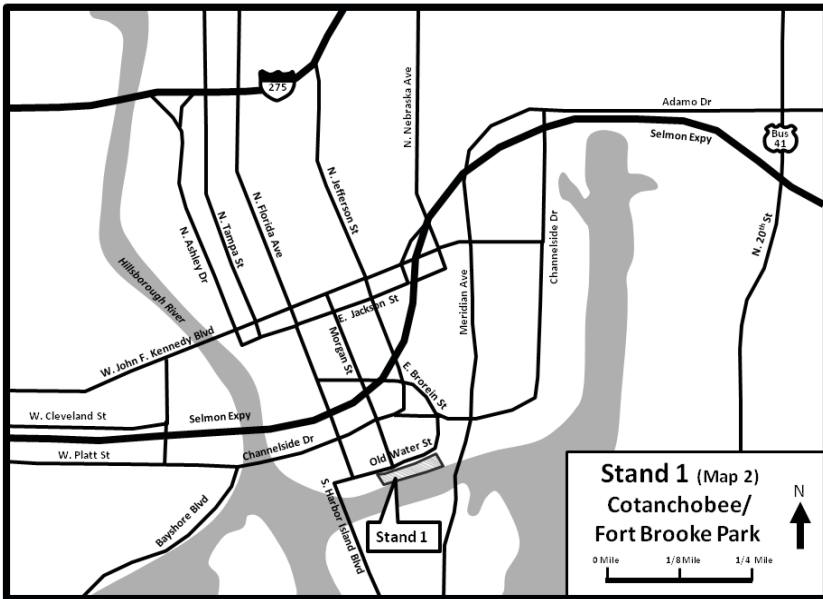 275
N. Nebraska Ave
Adamo Dr
Selmon Expy
Bus
41
N. Jefferson St
N. Florida Ave
N. Tampa St
N. Ashley Dr
Hillsborough River
Channelside Dr
N. 20th St
Meridian Ave
E. Jackson St
W. John F. Kennedy Blvd
Morgan St
E. Brorein St
W. Cleveland St
Selmon Expy
W. Platt St
Channelside Dr
Old Water St
Bayshore Blvd
S. Harbor Island Blvd
Stand 1
Stand 1 (Map 2)
Cotanchobee/
Fort Brooke Park
N
0 Mile 1/8 Mile 1/4 Mile